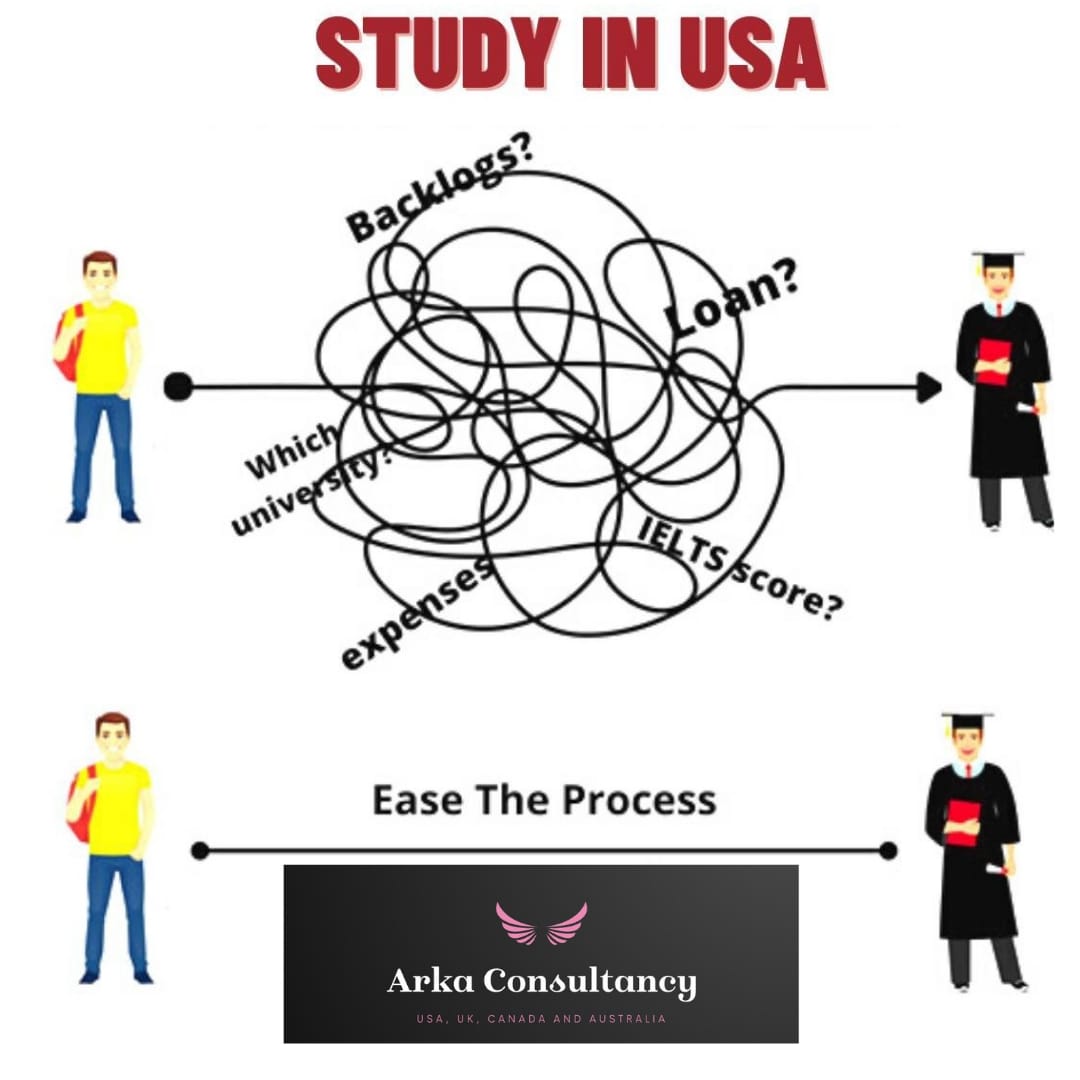 STUDY IN USA
Backlogs?
Loan?
Which
university?
IELTS score?
expenses
Ease The Process
Arka Consultancy
USA, UK, CANADA AND AUSTRALIA